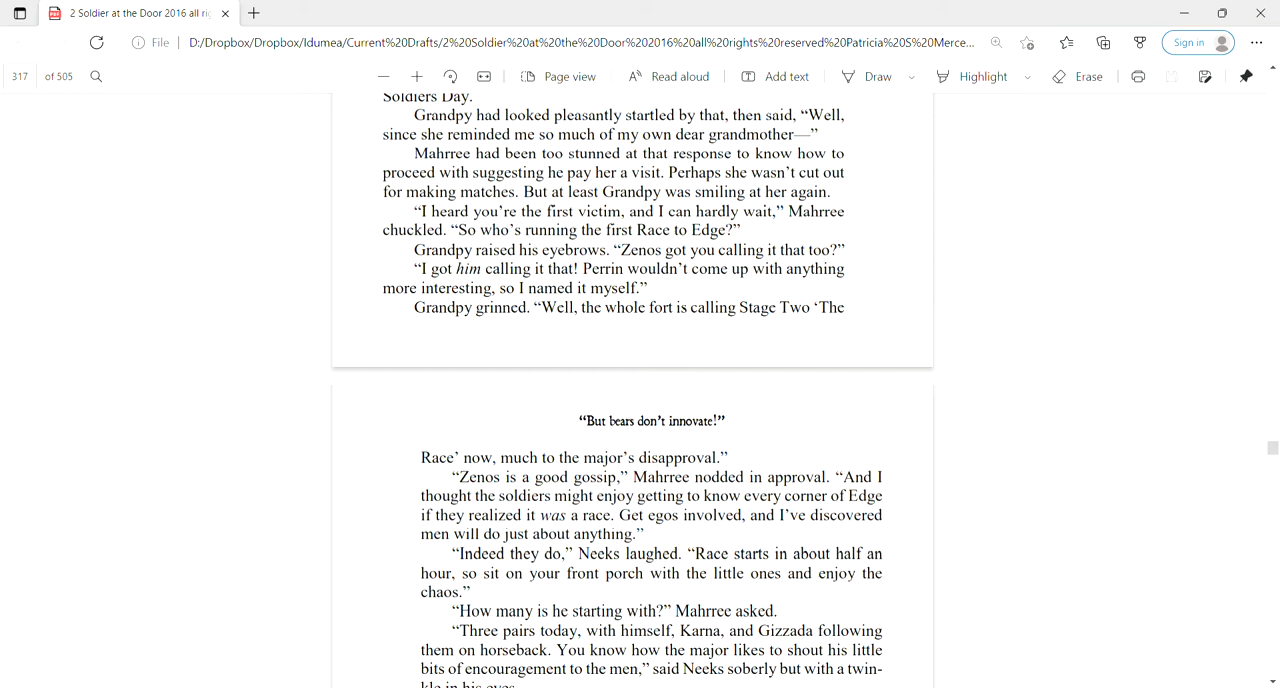 2 Soldier at the Door 2016 all ri
File
D:/Dropbox/Dropbox/Idumea/Current%20Drafts/2%20Soldier%20at%20the%20Door%202016%20all%20rights%20reserved%20Patricia%20S%20Merce...
Sign in
317 of 505
Page view
Read aloud
Add text
Draw
Highlight
Erase
Soldiers Day.
Grandpy had looked pleasantly startled by that, then said, “Well,
since she reminded me so much of my own dear grandmother—”
Mahrree had been too stunned at that response to know how to
proceed with suggesting he pay her a visit. Perhaps she wasn’t cut out
for making matches. But at least Grandpy was smiling at her again.
“I heard you’re the first victim, and I can hardly wait,” Mahrree
chuckled. “So who’s running the first Race to Edge?”
Grandpy raised his eyebrows. “Zenos got you calling it that too?”
“I got him calling it that! Perrin wouldn’t come up with anything
more interesting, so I named it myself.”
Grandpy grinned. “Well, the whole fort is calling Stage Two ‘The
“But bears don’t innovate!”
Race’ now, much to the major’s disapproval.”
“Zenos is a good gossip,” Mahrree nodded in approval. “And I
thought the soldiers might enjoy getting to know every corner of Edge
if they realized it was a race. Get egos involved, and I’ve discovered
men will do just about anything.”
“Indeed they do,” Neeks laughed. “Race starts in about half an
hour, so sit on your front porch with the little ones and enjoy the
chaos.”
“How many is he starting with?” Mahrree asked.
“Three pairs today, with himself, Karna, and Gizzada following
them on horseback. You know how the major likes to shout his little
bits of encouragement to the men,” said Neeks soberly but with a twin-
kle in his eyes.